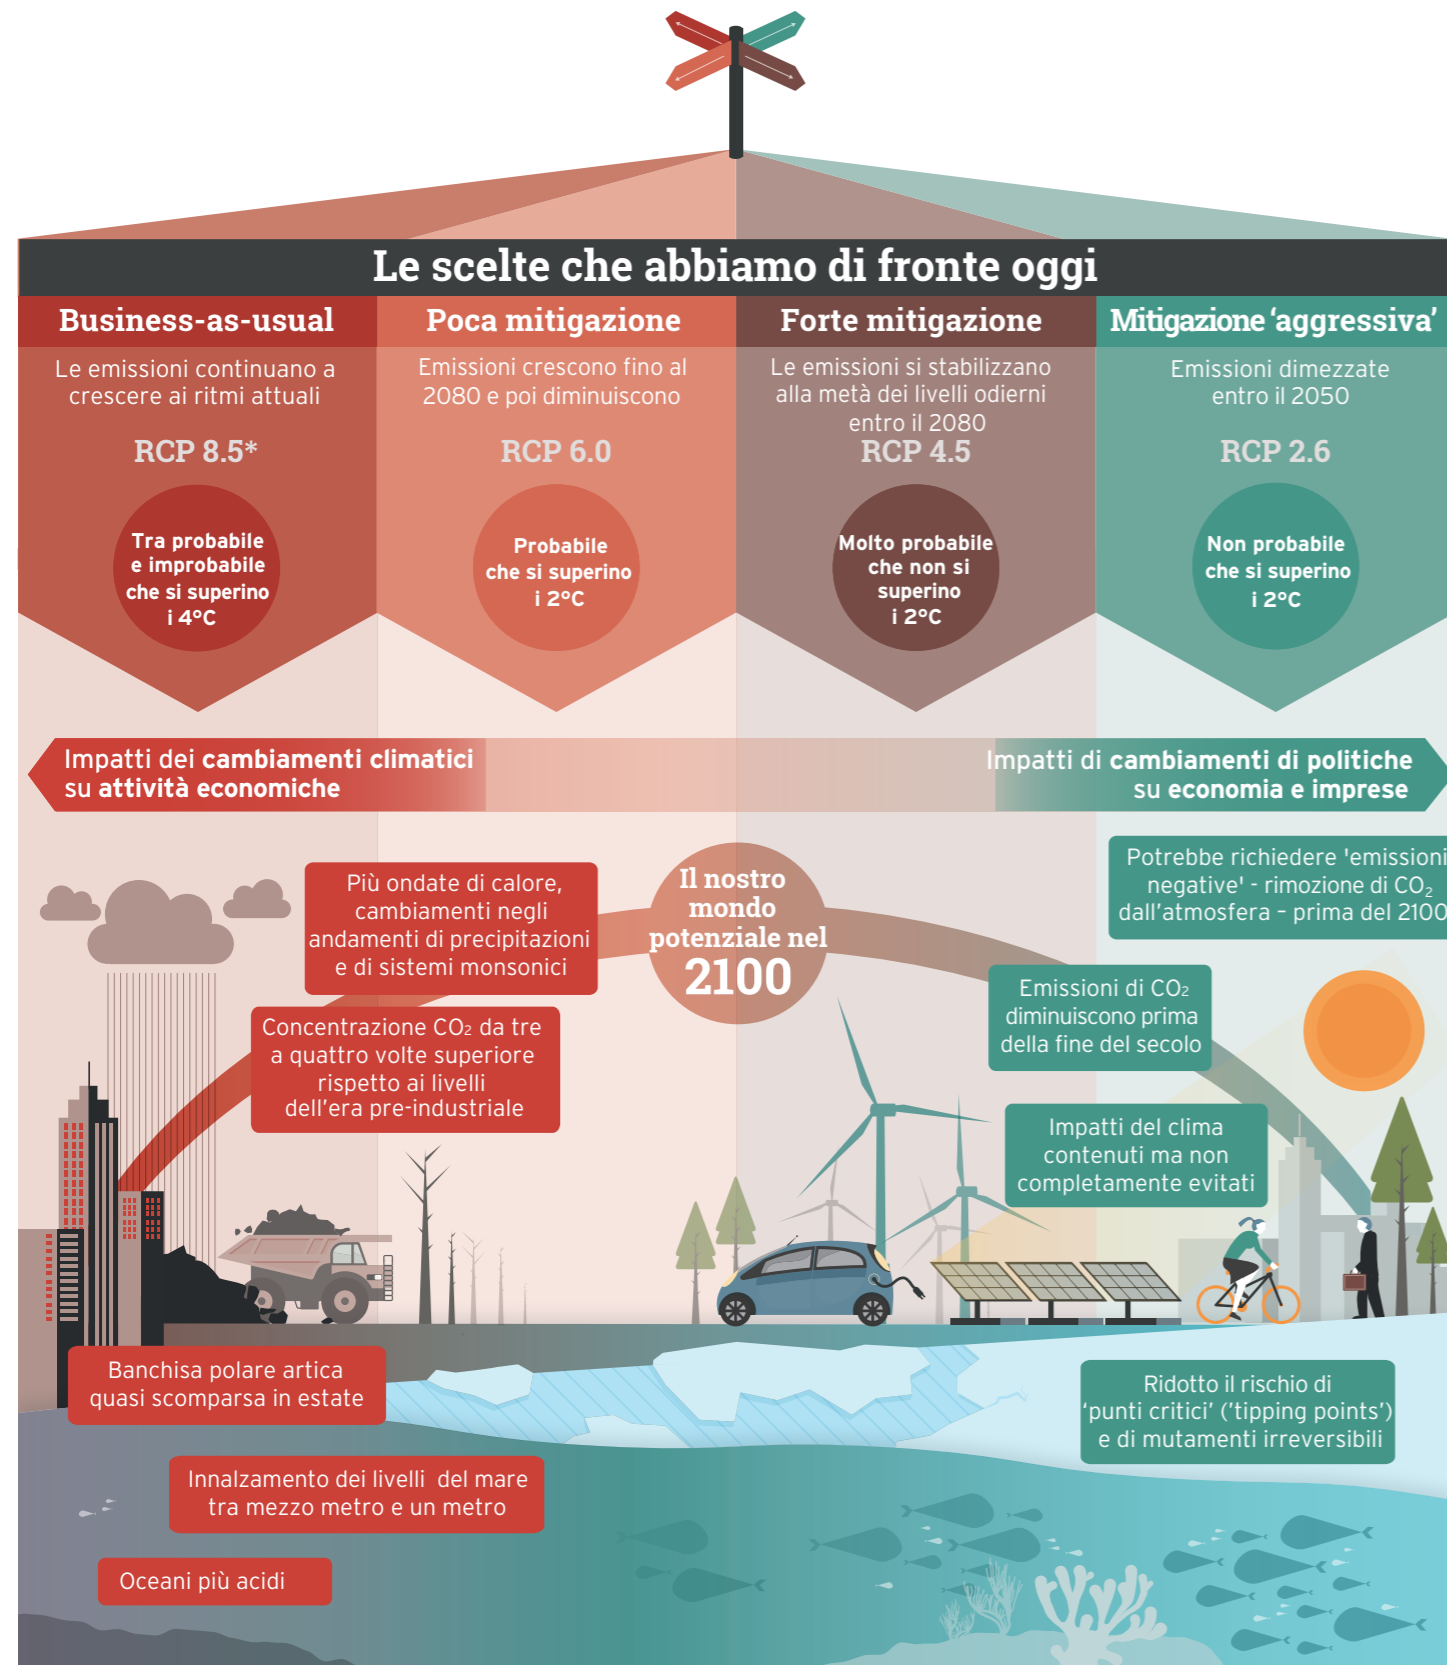 Le scelte che abbiamo di fronte oggi
Business-as-usual
Le emissioni continuano a
crescere ai ritmi attuali
RCP 8.5*
Tra probabile
e improbabile
che si superino
i 4°C
Poca mitigazione
Emissioni crescono fino al
2080 e poi diminuiscono
RCP 6.0
Probabile
che si superino
i 2°C
Forte mitigazione
Le emissioni si stabilizzano
alla metà dei livelli odierni
entro il 2080
RCP 4.5
Molto probabile
che non si
superino
i 2°C
Mitigazione ‘aggressiva’
Emissioni dimezzate
entro il 2050
RCP 2.6
Non probabile
che si superino
i 2°C
Impatti dei cambiamenti climatici
su attività economiche
Impatti di cambiamenti di politiche
su economia e imprese
Il nostro
mondo
potenziale nel
2100
Più ondate di calore,
cambiamenti negli
andamenti di precipitazioni
e di sistemi monsonici
Concentrazione CO₂ da tre
a quattro volte superiore
rispetto ai livelli
dell’era pre-industriale
Potrebbe richiedere 'emissioni
negative' - rimozione di CO₂
dall’atmosfera – prima del 2100
Emissioni di CO₂
diminuiscono prima
della fine del secolo
Impatti del clima
contenuti ma non
completamente evitati
Banchisa polare artica
quasi scomparsa in estate
Innalzamento dei livelli del mare
tra mezzo metro e un metro
Oceani più acidi
Ridotto il rischio di
‘punti critici’ (’tipping points’)
e di mutamenti irreversibili